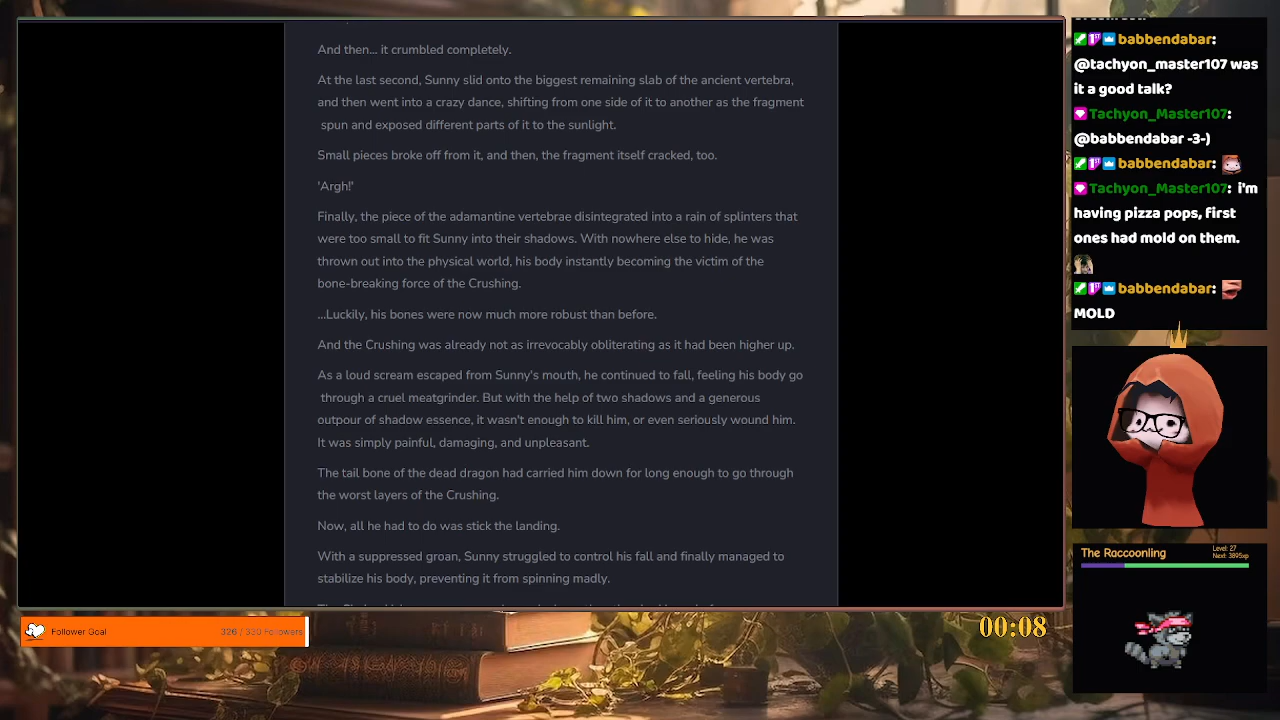 And then... it crumbled completely.
At the last second, Sunny slid onto the biggest remaining slab of the ancient vertebra,
and then went into a crazy dance, shifting from one side of it to another as the fragment
spun and exposed different parts of it to the sunlight.
Small pieces broke off from it, and then, the fragment itself cracked, too.
'Argh!'
Finally, the piece of the adamantine vertebrae disintegrated into a rain of splinters that
were too small to fit Sunny into their shadows. With nowhere else to hide, he was
thrown out into the physical world, his body instantly becoming the victim of the
bone-breaking force of the Crushing.
...Luckily, his bones were now much more robust than before.
And the Crushing was already not as irrevocably obliterating as it had been higher up.
As a loud scream escaped from Sunny's mouth, he continued to fall, feeling his body go
through a cruel meatgrinder. But with the help of two shadows and a generous
outpour of shadow essence, it wasn't enough to kill him, or even seriously wound him.
It was simply painful, damaging, and unpleasant.
The tail bone of the dead dragon had carried him down for long enough to go through
the worst layers of the Crushing.
Now, all he had to do was stick the landing.
With a suppressed groan, Sunny struggled to control his fall and finally managed to
stabilize his body, preventing it from spinning madly.
babbendabar:
@tachyon_master107 was
it a good talk?
Tachyon_Master107:
@babbendabar -3-)
babbendabar:
Tachyon_Master107: i'm
having pizza pops, first
ones had mold on them.
babbendabar:
MOLD
The Raccoonling
Level: 27
Next: 3895xp
Follower Goal
326 / 330 Followers
00:08